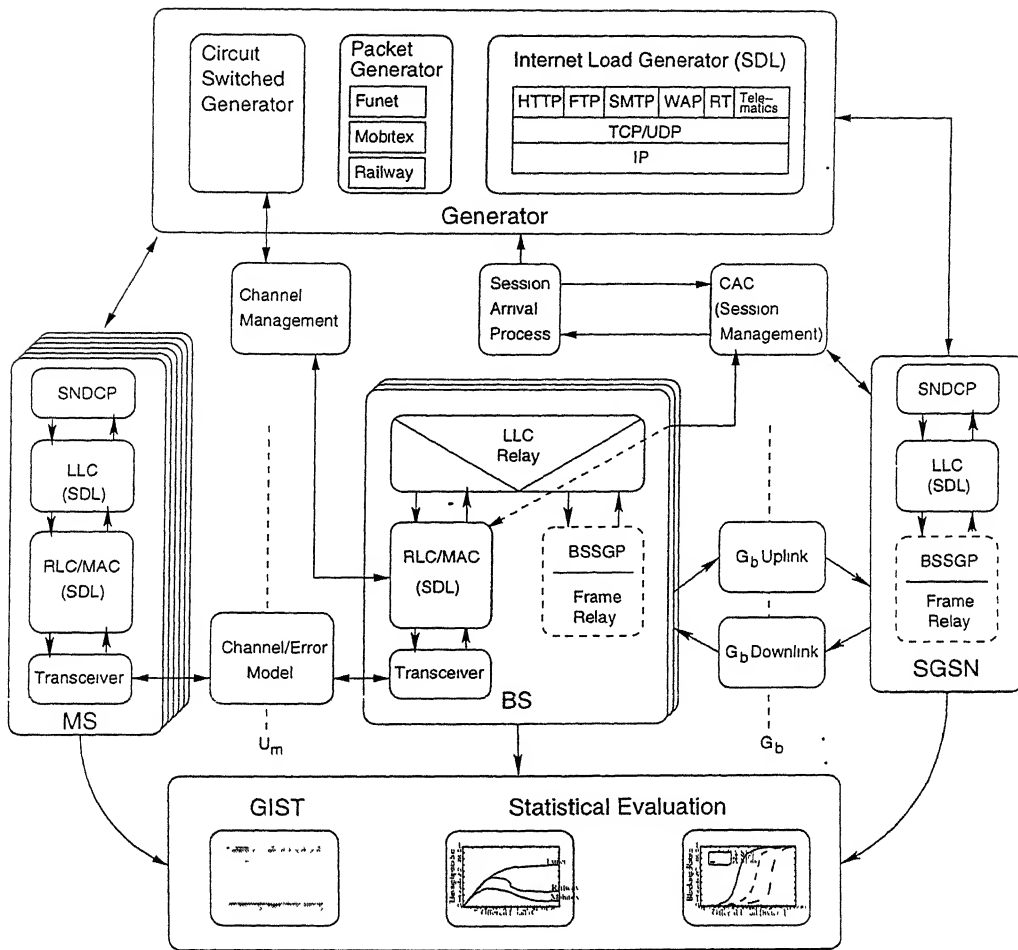 Circuit
Switched
Generator
Packet
Generator
Funet
Mobitex
Railway
Internet Load Generator (SDL)
HTTP FTP SMTP WAP RT Tele-
matics
TCP/UDP
IP
Generator
Channel
Management
Session
Arrival
Process
CAC
(Session
Management)
SNDCP
LLC
(SDL)
RLC/MAC
(SDL)
Transceiver
MS
Channel/Error
Model
Um
LLC
Relay
RLC/MAC
(SDL)
Transceiver
BSSGP
Frame
Relay
BS
Gb Uplink
Gb Downlink
Gb
SNDCP
LLC
(SDL)
BSSGP
Frame
Relay
SGSN
GIST
Statistical Evaluation
Funet
Railway
Mobitex